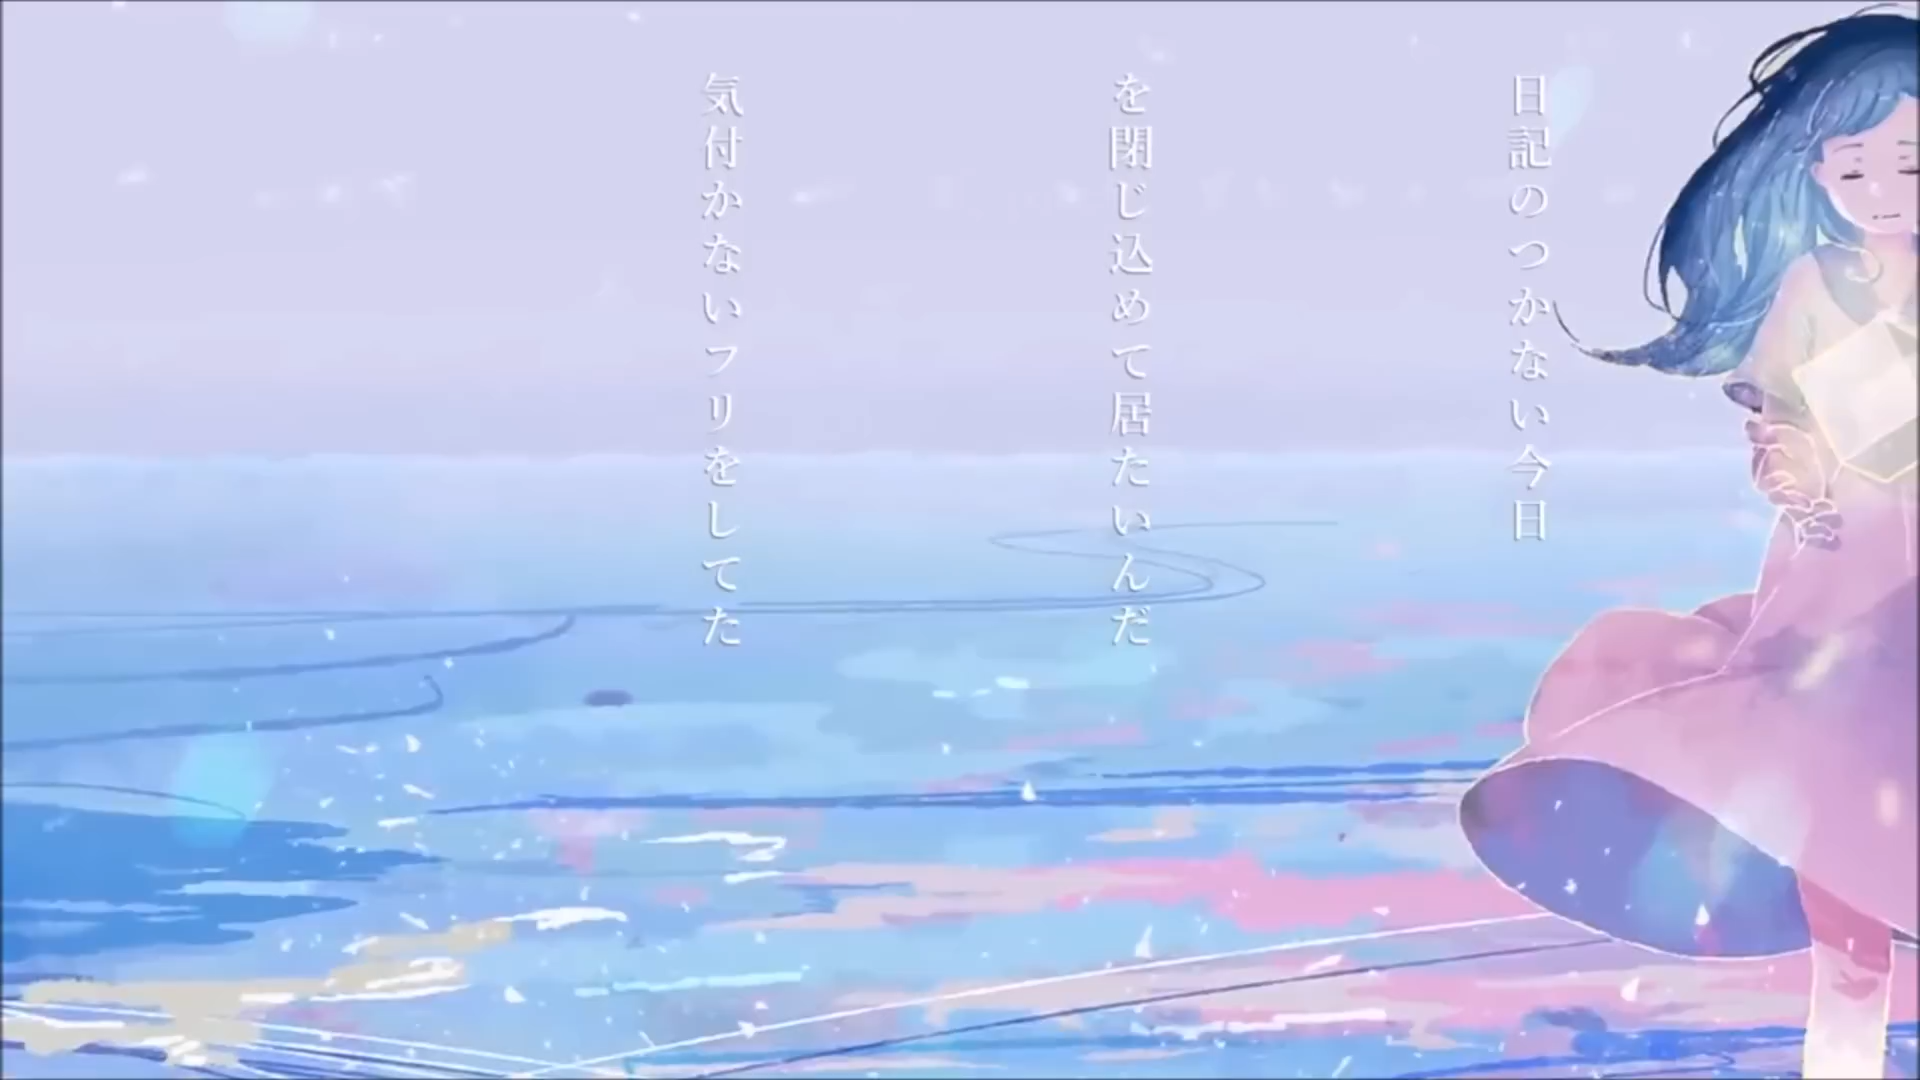 日記のつかない今日
を閉じ込めて居たいんだ
気付かないフリをしてた